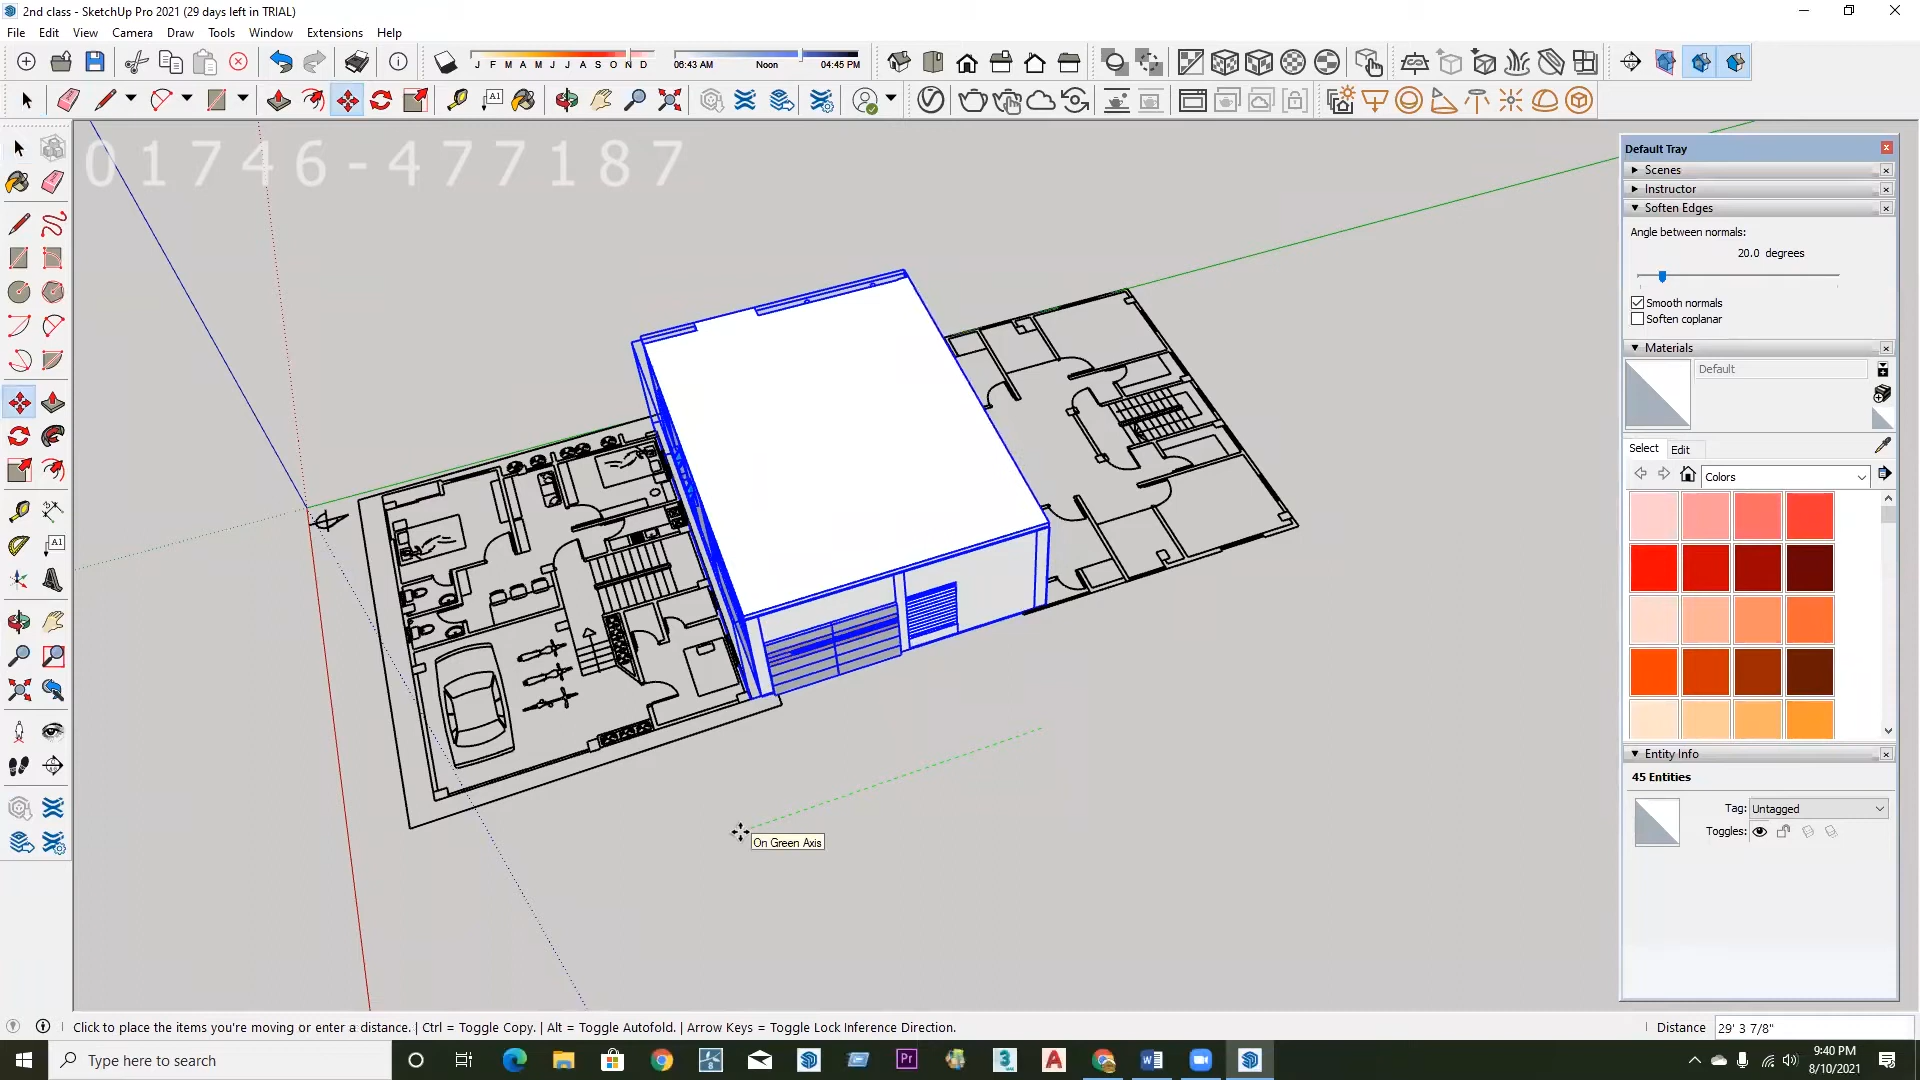 2nd class - SketchUp Pro 2021 (29 days left in TRIAL)
File Edit View Camera Draw Tools Window Extensions Help
J F M A M J J A S O N D 06:43 AM Noon 04:45 PM
A1
01746-477187
Default Tray
Scenes
Instructor
Soften Edges
Angle between normals:
20.0 degrees
Smooth normals
Soften coplanar
Materials
Default
Select Edit
Colors
A1
On Green Axis
Entity Info
45 Entities
Tag: Untagged
Toggles:
Click to place the items you're moving or enter a distance. | Ctrl = Toggle Copy. | Alt = Toggle Autofold. | Arrow Keys = Toggle Lock Inference Direction.
Distance 29' 3 7/8"
Type here to search
Pr
3
A
W
9:40 PM
8/10/2021